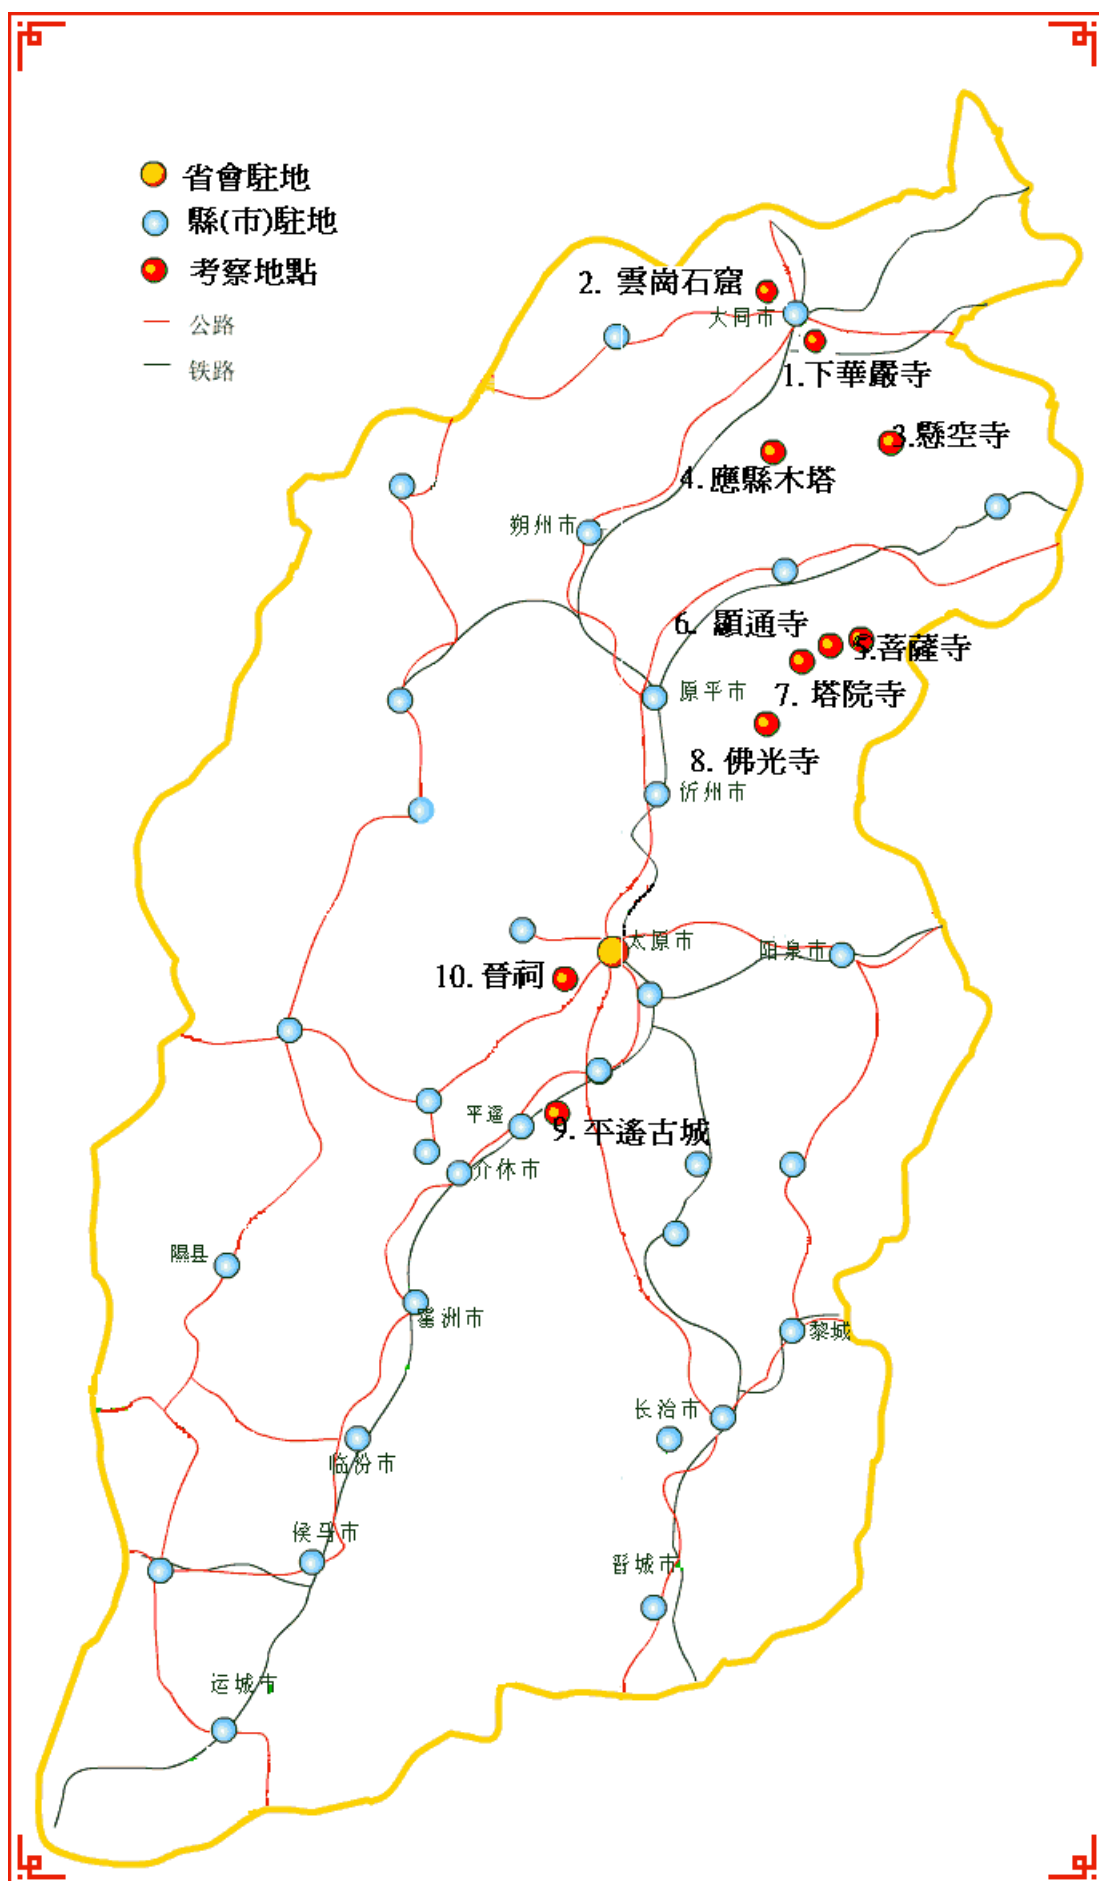 省會駐地
縣(市)駐地
考察地點
公路
铁路
2. 雲崗石窟
大同市
1.下華嚴寺
3.懸空寺
4.應縣木塔
朔州市
6. 顯通寺
5.菩薩寺
原平市
7. 塔院寺
8. 佛光寺
忻州市
太原市
阳泉市
10. 晉祠
平遥
9. 平遙古城
介休市
隰县
霍州市
黎城
长治市
临汾市
侯马市
晋城市
运城市